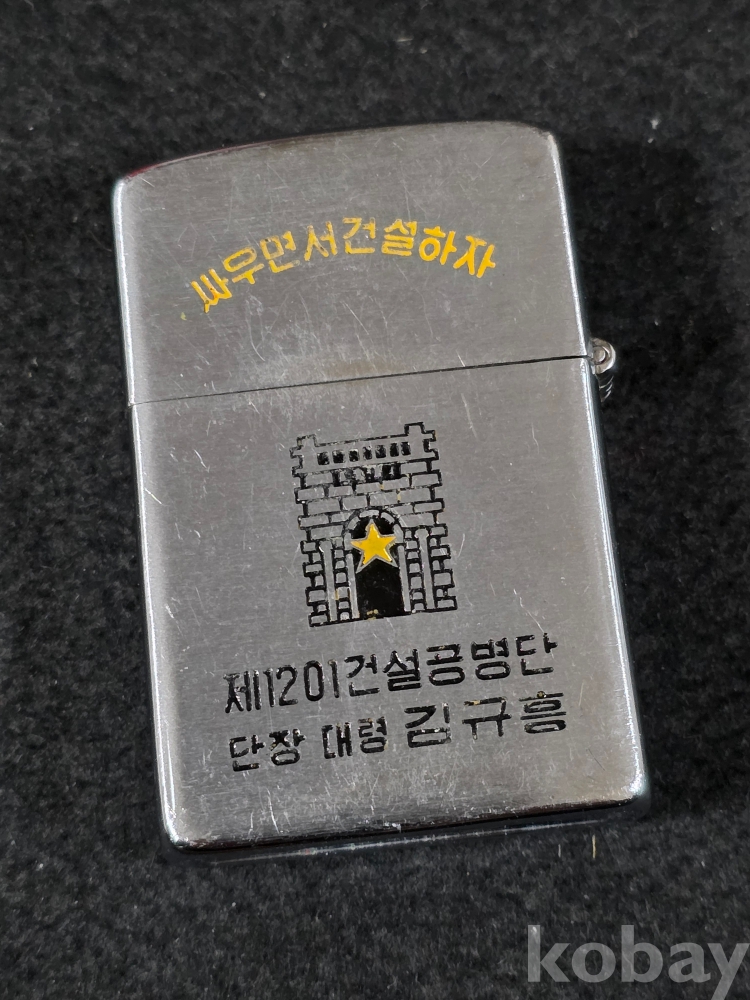 싸우면서건설하자
제1201건설공병단
단장 대령 김규흥
kobay